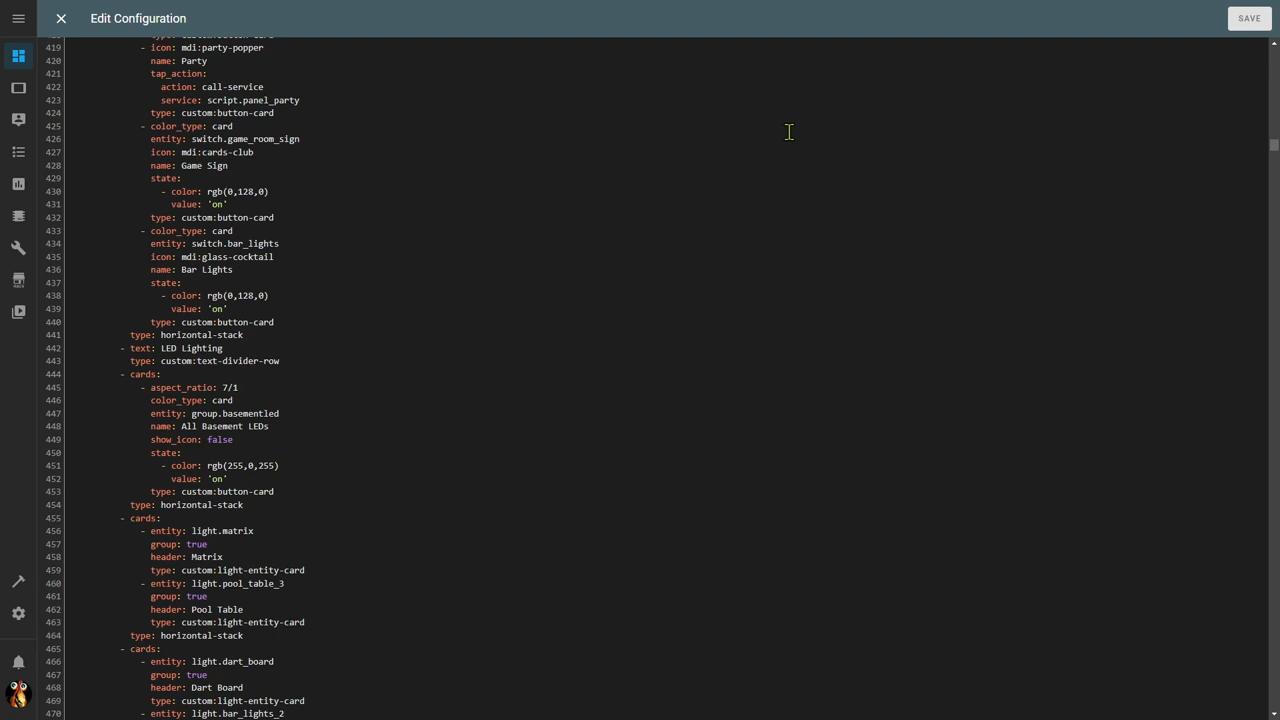 Edit Configuration
SAVE
419 - icon: mdi:party-popper
420 name: Party
421 tap_action:
422 action: call-service
423 service: script.panel_party
424 type: custom:button-card
425 - color_type: card
426 entity: switch.game_room_sign
427 icon: mdi:cards-club
428 name: Game Sign
429 state:
430 - color: rgb(0,128,0)
431 value: 'on'
432 type: custom:button-card
433 - color_type: card
434 entity: switch.bar_lights
435 icon: mdi:glass-cocktail
436 name: Bar Lights
437 state:
438 - color: rgb(0,128,0)
439 value: 'on'
440 type: custom:button-card
441 type: horizontal-stack
442 - text: LED Lighting
443 type: custom:text-divider-row
444 - cards:
445 - aspect_ratio: 7/1
446 color_type: card
447 entity: group.basementled
448 name: All Basement LEDs
449 show_icon: false
450 state:
451 - color: rgb(255,0,255)
452 value: 'on'
453 type: custom:button-card
454 type: horizontal-stack
455 - cards:
456 - entity: light.matrix
457 group: true
458 header: Matrix
459 type: custom:light-entity-card
460 - entity: light.pool_table_3
461 group: true
462 header: Pool Table
463 type: custom:light-entity-card
464 type: horizontal-stack
465 - cards:
466 - entity: light.dart_board
467 group: true
468 header: Dart Board
469 type: custom:light-entity-card
470 - entity: light.bar_lights_2